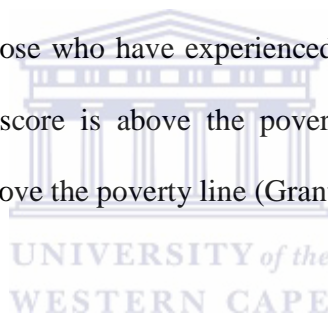 ose who have experienced
score is above the pover
ove the poverty line (Grant
UNIVERSITY of the
WESTERN CAPE